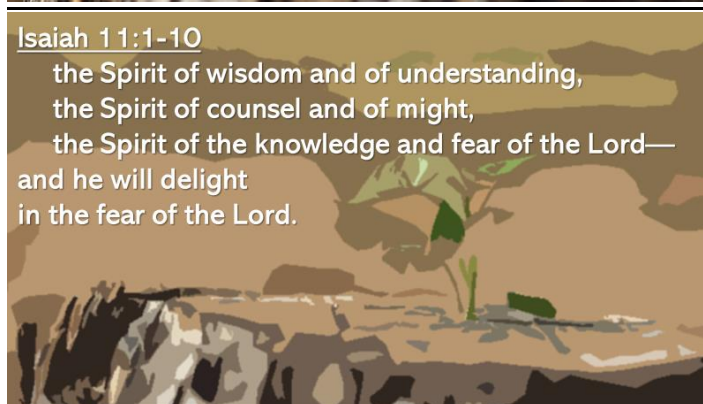 Isaiah 11:1-10
the Spirit of wisdom and of understanding,
the Spirit of counsel and of might,
the Spirit of the knowledge and fear of the Lord—
and he will delight
in the fear of the Lord.